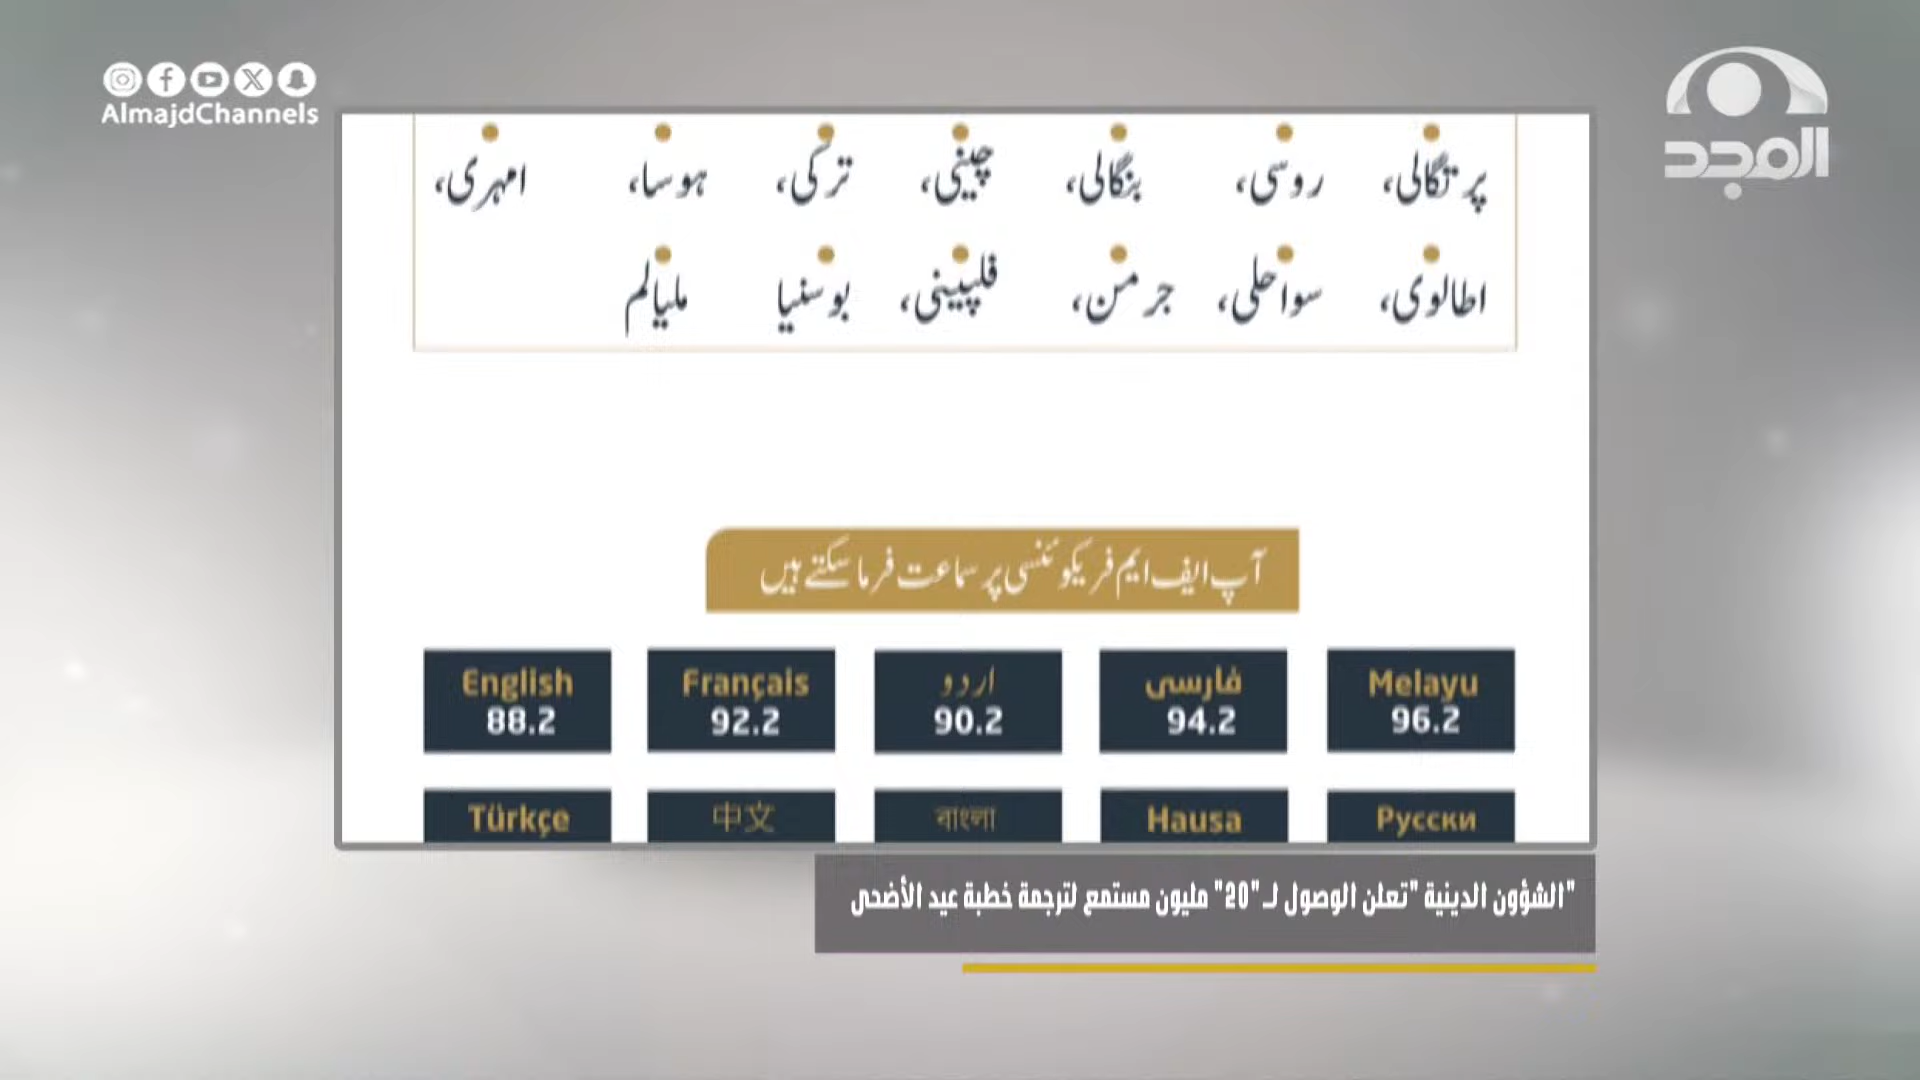 AlmajdChannels
المجد
پرتگالی، روسی، بنگالی، چینی، ترکی، ہوسا، امہری،
اطالوی، سواحلی، جرمن، فلپینی، بوسنیا ملیالم
آپ ایف ایم فریکوئنسی پر سماعت فرما سکتے ہیں
English Français اردو فارسی Melayu
88.2 92.2 90.2 94.2 96.2
Türkçe 中文 বাংলা Hausa Русски
"الشؤون الدينية "تعلن الوصول لـ "20" مليون مستمع لترجمة خطبة عيد الأضحى